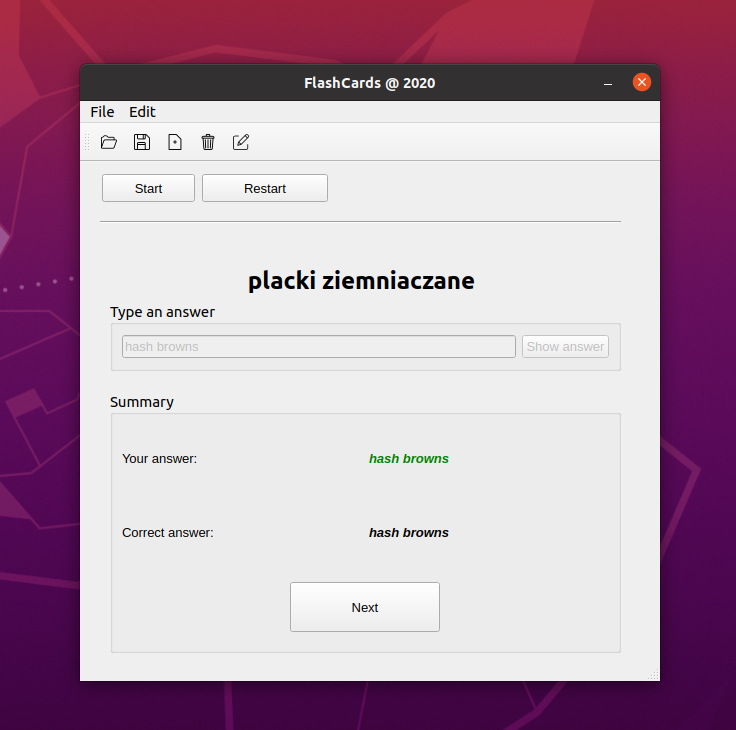 FlashCards @ 2020
File Edit
Start Restart
placki ziemniaczane
Type an answer
hash browns Show answer
Summary
Your answer: hash browns
Correct answer: hash browns
Next